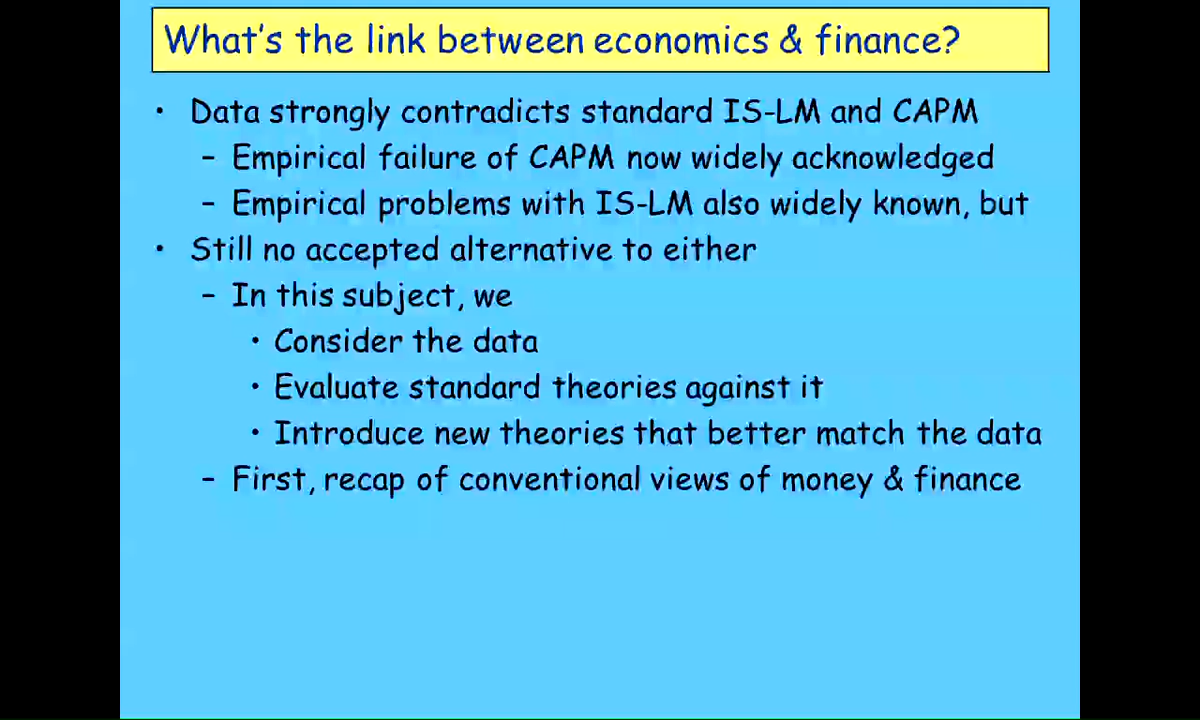 What's the link between economics & finance?
• Data strongly contradicts standard IS-LM and CAPM
– Empirical failure of CAPM now widely acknowledged
– Empirical problems with IS-LM also widely known, but
• Still no accepted alternative to either
– In this subject, we
• Consider the data
• Evaluate standard theories against it
• Introduce new theories that better match the data
– First, recap of conventional views of money & finance